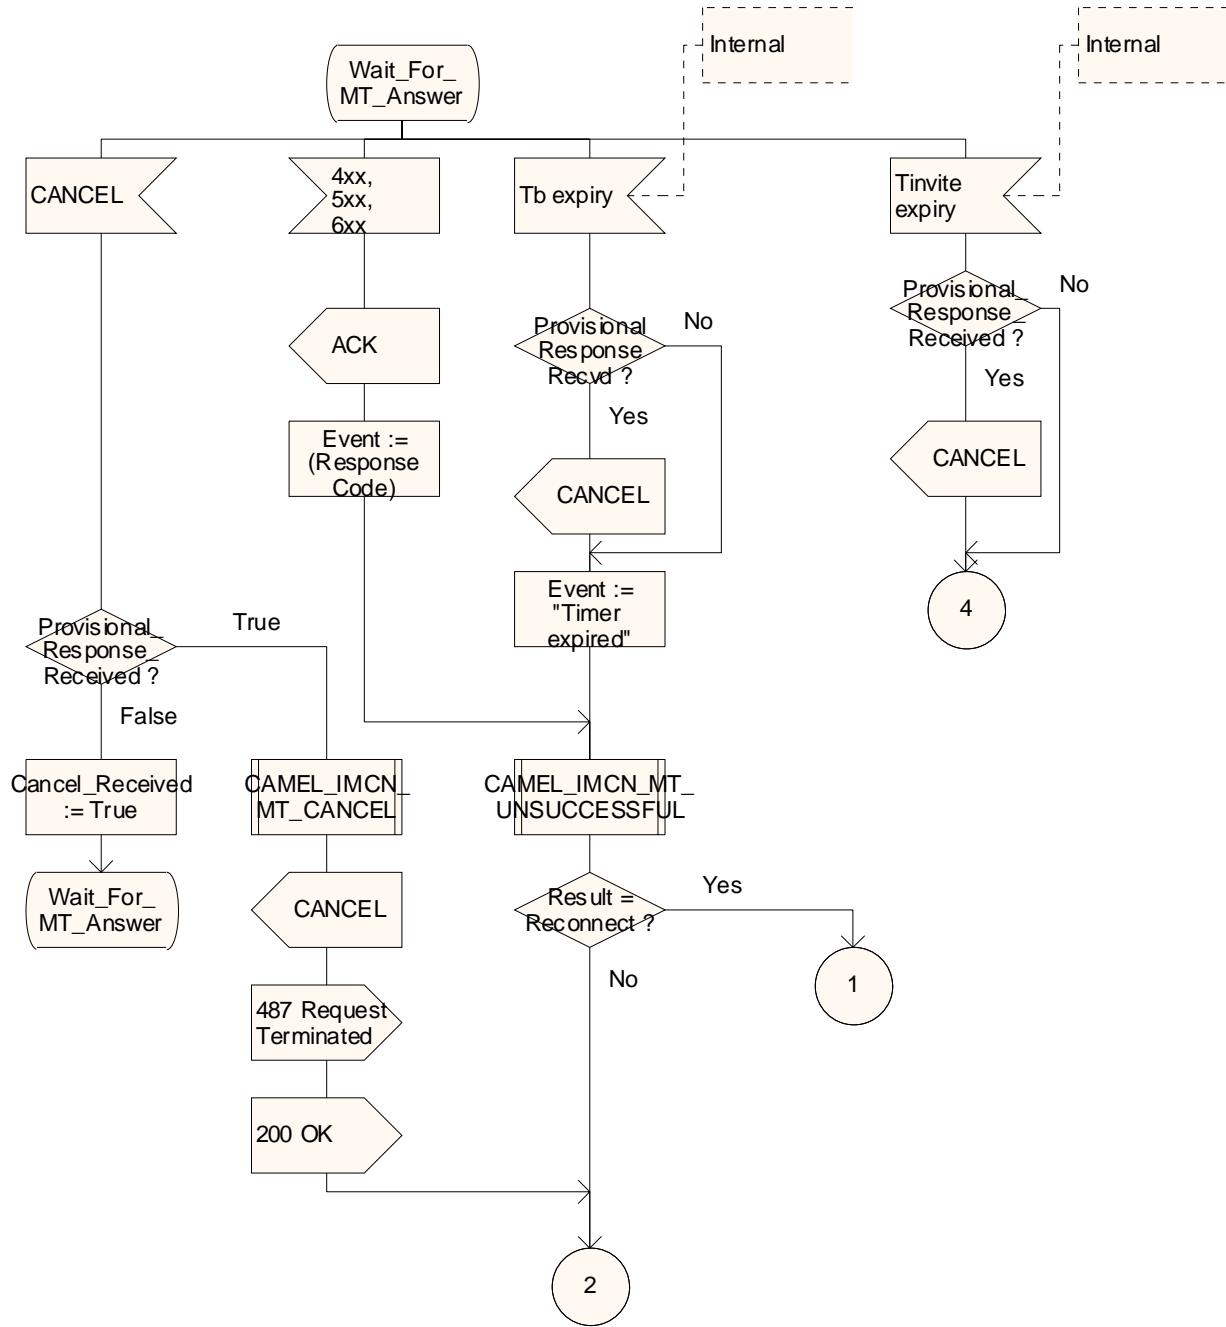 Internal
Internal
Wait_For_
MT_Answer
CANCEL
4xx,
5xx,
6xx
Tb expiry
Tinvite
expiry
Provisional_
Response_
Received ?
No
Yes
Provisional
Response
Recvd ?
No
Yes
ACK
Event :=
(Response
Code)
CANCEL
CANCEL
Event :=
"Timer
expired"
4
Provisional_
Response_
Received ?
True
False
Cancel_Received
:= True
CAMEL_IMCN_
MT_CANCEL
CAMEL_IMCN_MT_
UNSUCCESSFUL
Wait_For_
MT_Answer
CANCEL
Result =
Reconnect ?
Yes
No
1
487 Request
Terminated
200 OK
2